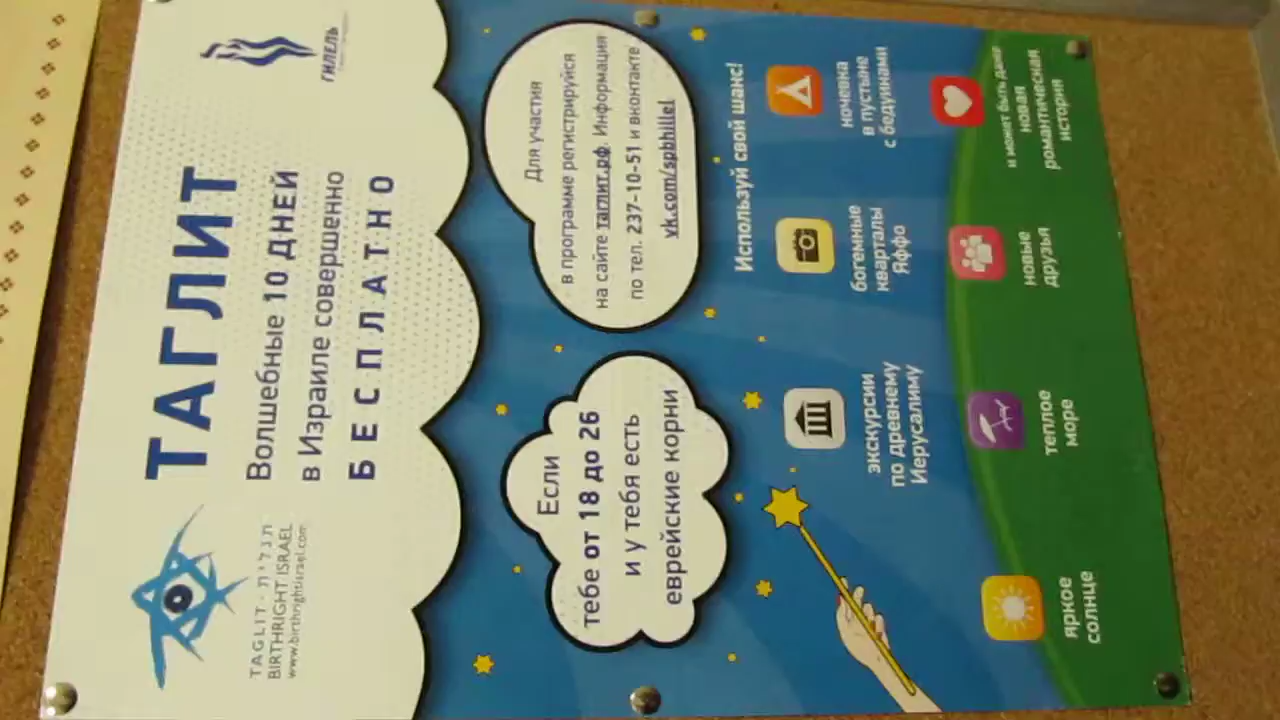 TAGLIT · תגלית
BIRTHRIGHT ISRAEL
www.birthrightisrael.com
ТАГЛИТ
Волшебные 10 ДНЕЙ
в Израиле совершенно
БЕСПЛАТНО
ГИЛЕЛЬ
Если
тебе от 18 до 26
и у тебя есть
еврейские корни
Для участия
в программе регистрируйся
на сайте таглит.рф. Информация
по тел. 237-10-51 и вконтакте
vk.com/spbhillel
Используй свой шанс!
экскурсии
по древнему
Иерусалиму
богемные
кварталы
Яффо
ночевка
в пустыне
с бедуинами
яркое
солнце
теплое
море
новые
друзья
и может быть даже
новая
романтическая
история